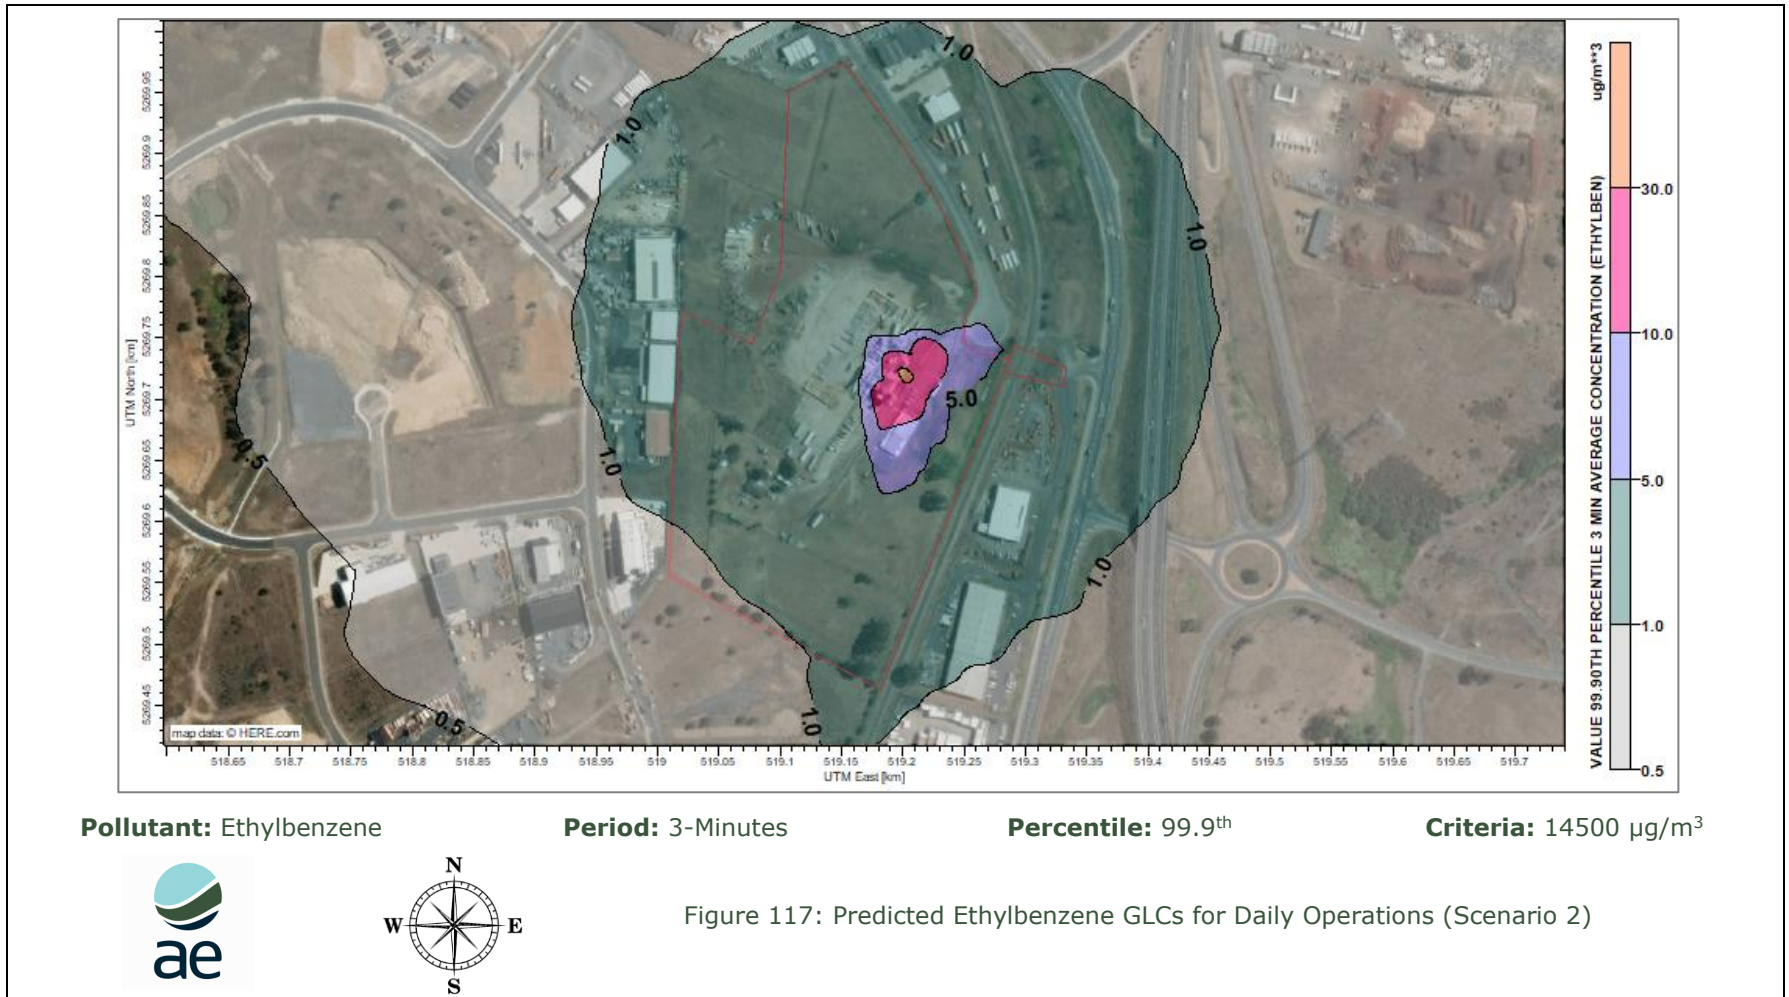 1.0
1.0
1.0
1.0
5.0
0.5
1.0
1.0
0.5
map data: © HERE.com
5269.95
5269.9
5269.85
5269.8
5269.75
5269.7
5269.65
5269.6
5269.55
5269.5
5269.45
UTM North [km]
518.65 518.7 518.75 518.8 518.85 518.9 518.95 519 519.05 519.1 519.15 519.2 519.25 519.3 519.35 519.4 519.45 519.5 519.55 519.6 519.65 519.7
UTM East [km]
VALUE 99.90TH PERCENTILE 3 MIN AVERAGE CONCENTRATION (ETHYLBEN) ug/m**3
30.0
10.0
5.0
1.0
0.5
Pollutant: Ethylbenzene Period: 3-Minutes Percentile: 99.9th Criteria: 14500 µg/m3
ae
N
W E
S
Figure 117: Predicted Ethylbenzene GLCs for Daily Operations (Scenario 2)